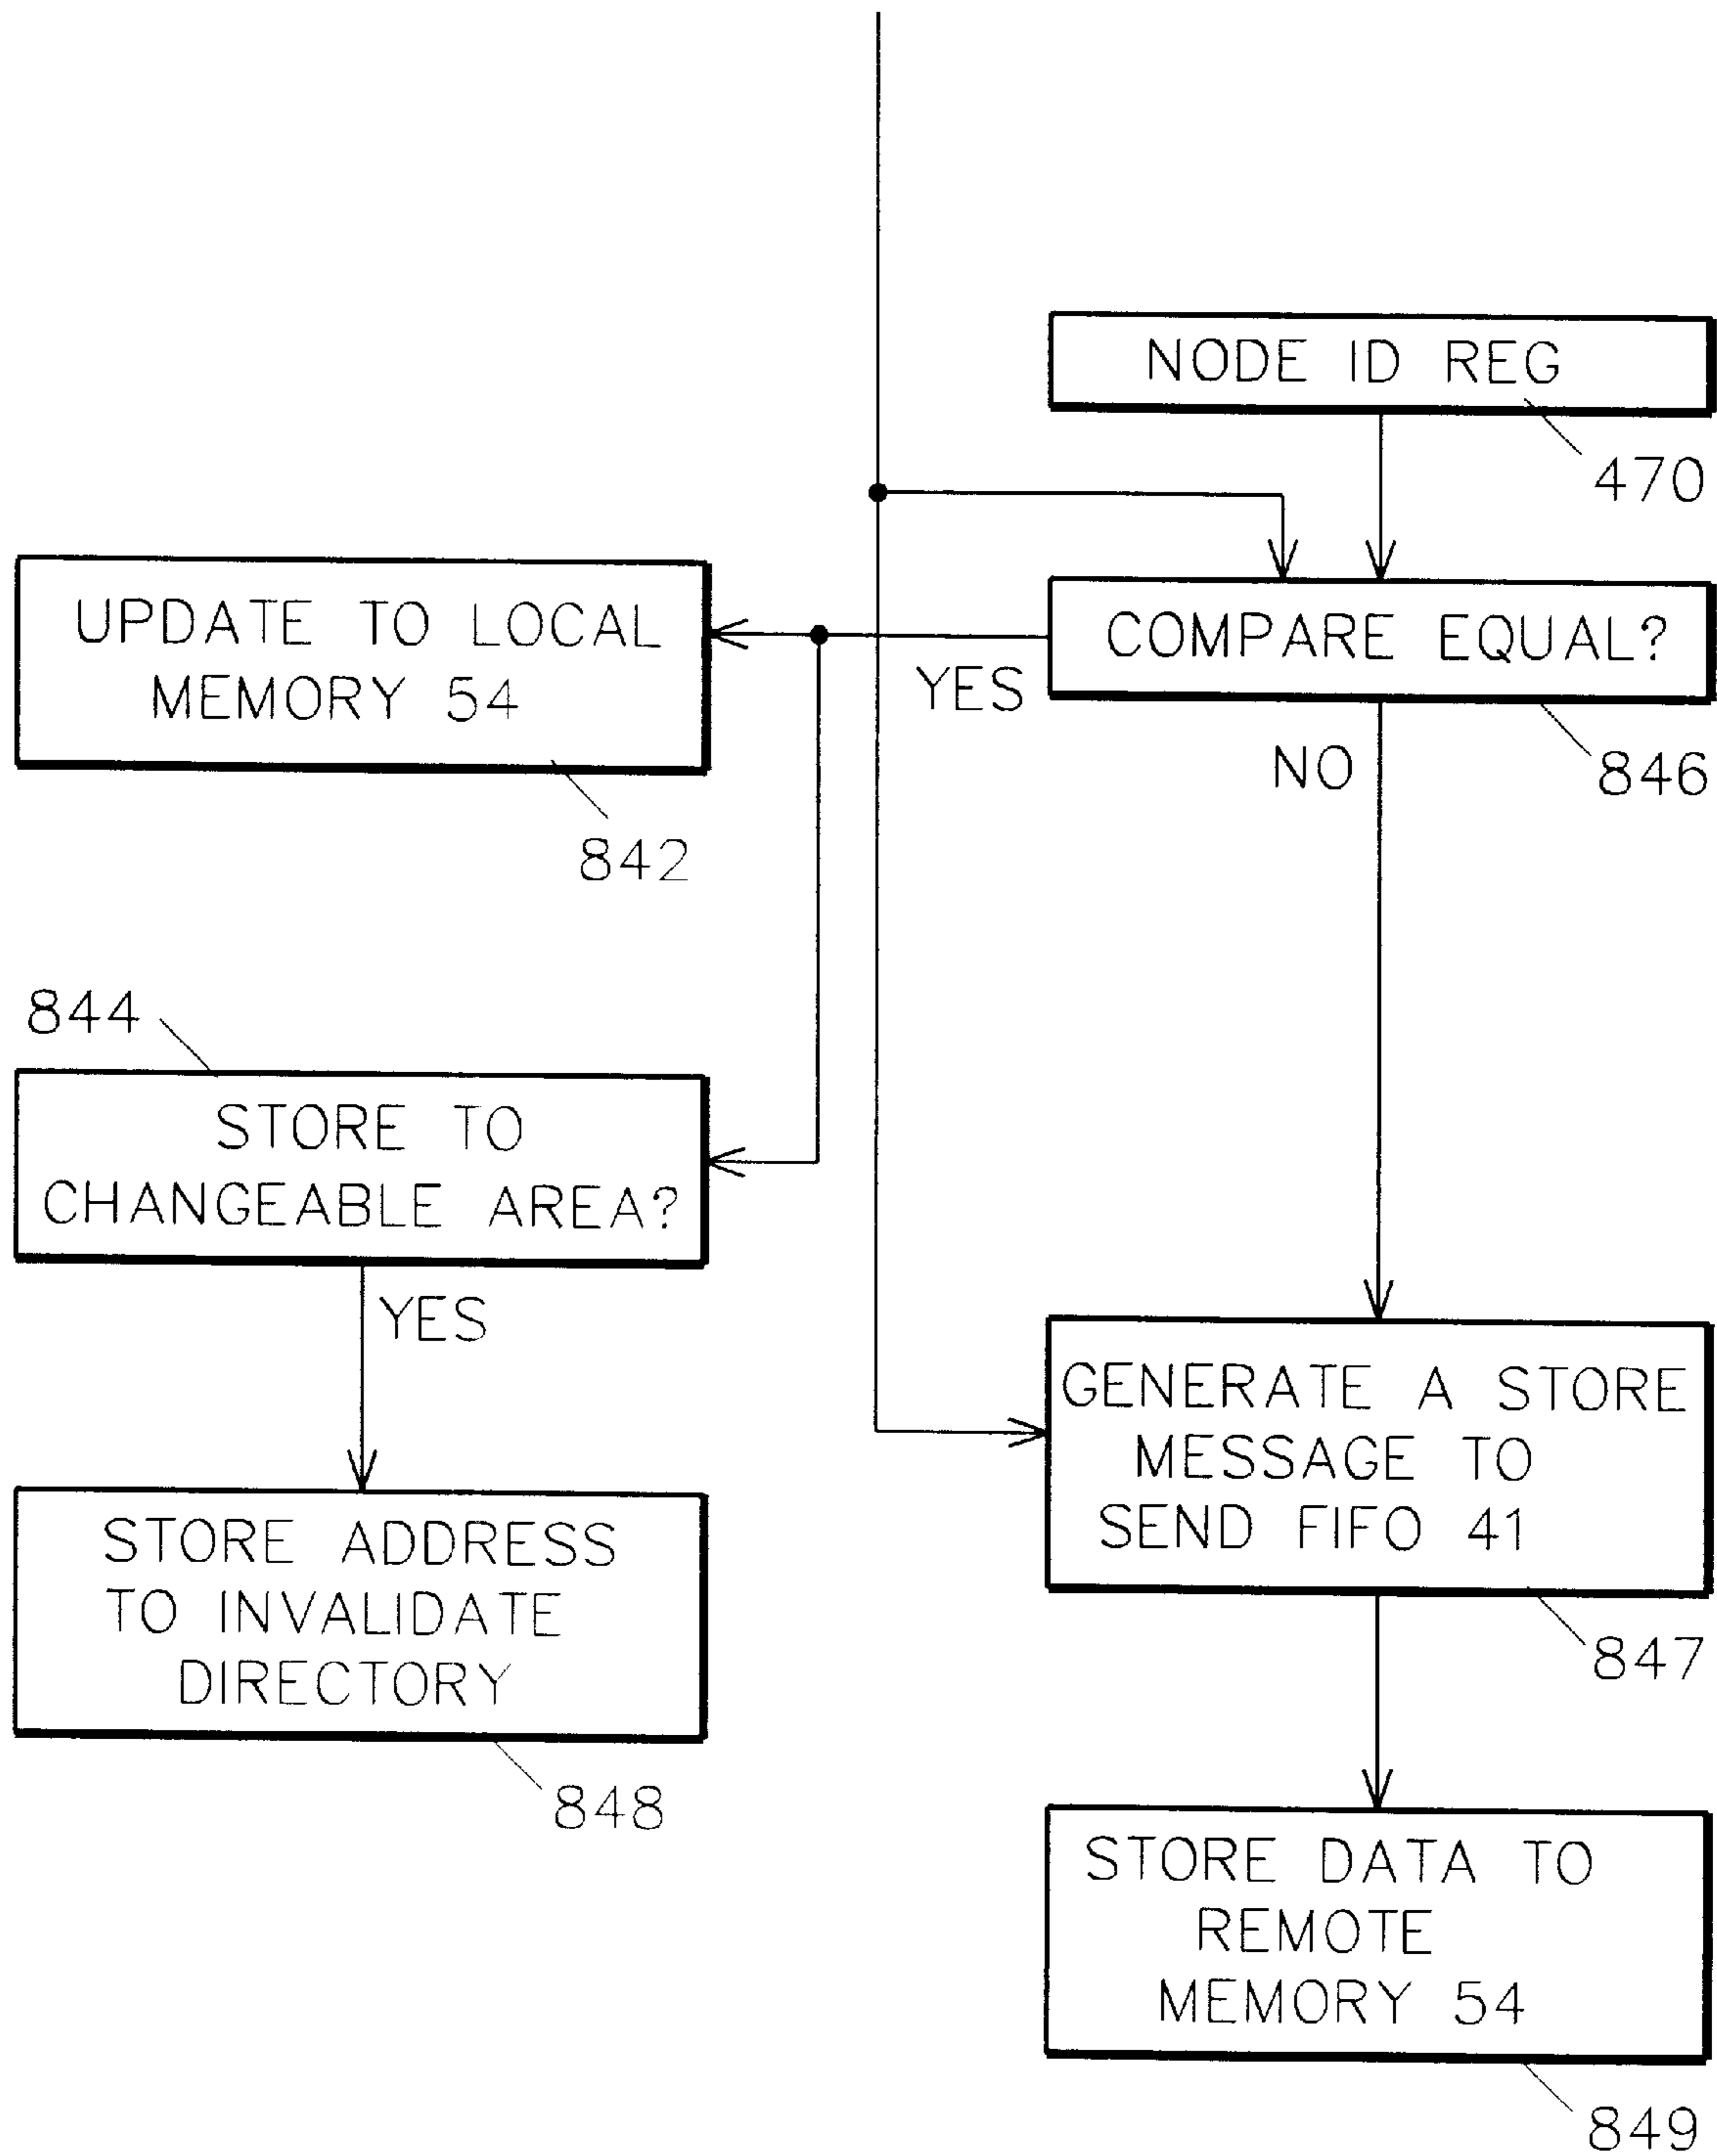 NODE ID REG
470
UPDATE TO LOCAL
MEMORY 54
842
COMPARE EQUAL?
846
YES
NO
844
STORE TO
CHANGEABLE AREA?
YES
STORE ADDRESS
TO INVALIDATE
DIRECTORY
848
GENERATE A STORE
MESSAGE TO
SEND FIFO 41
847
STORE DATA TO
REMOTE
MEMORY 54
849